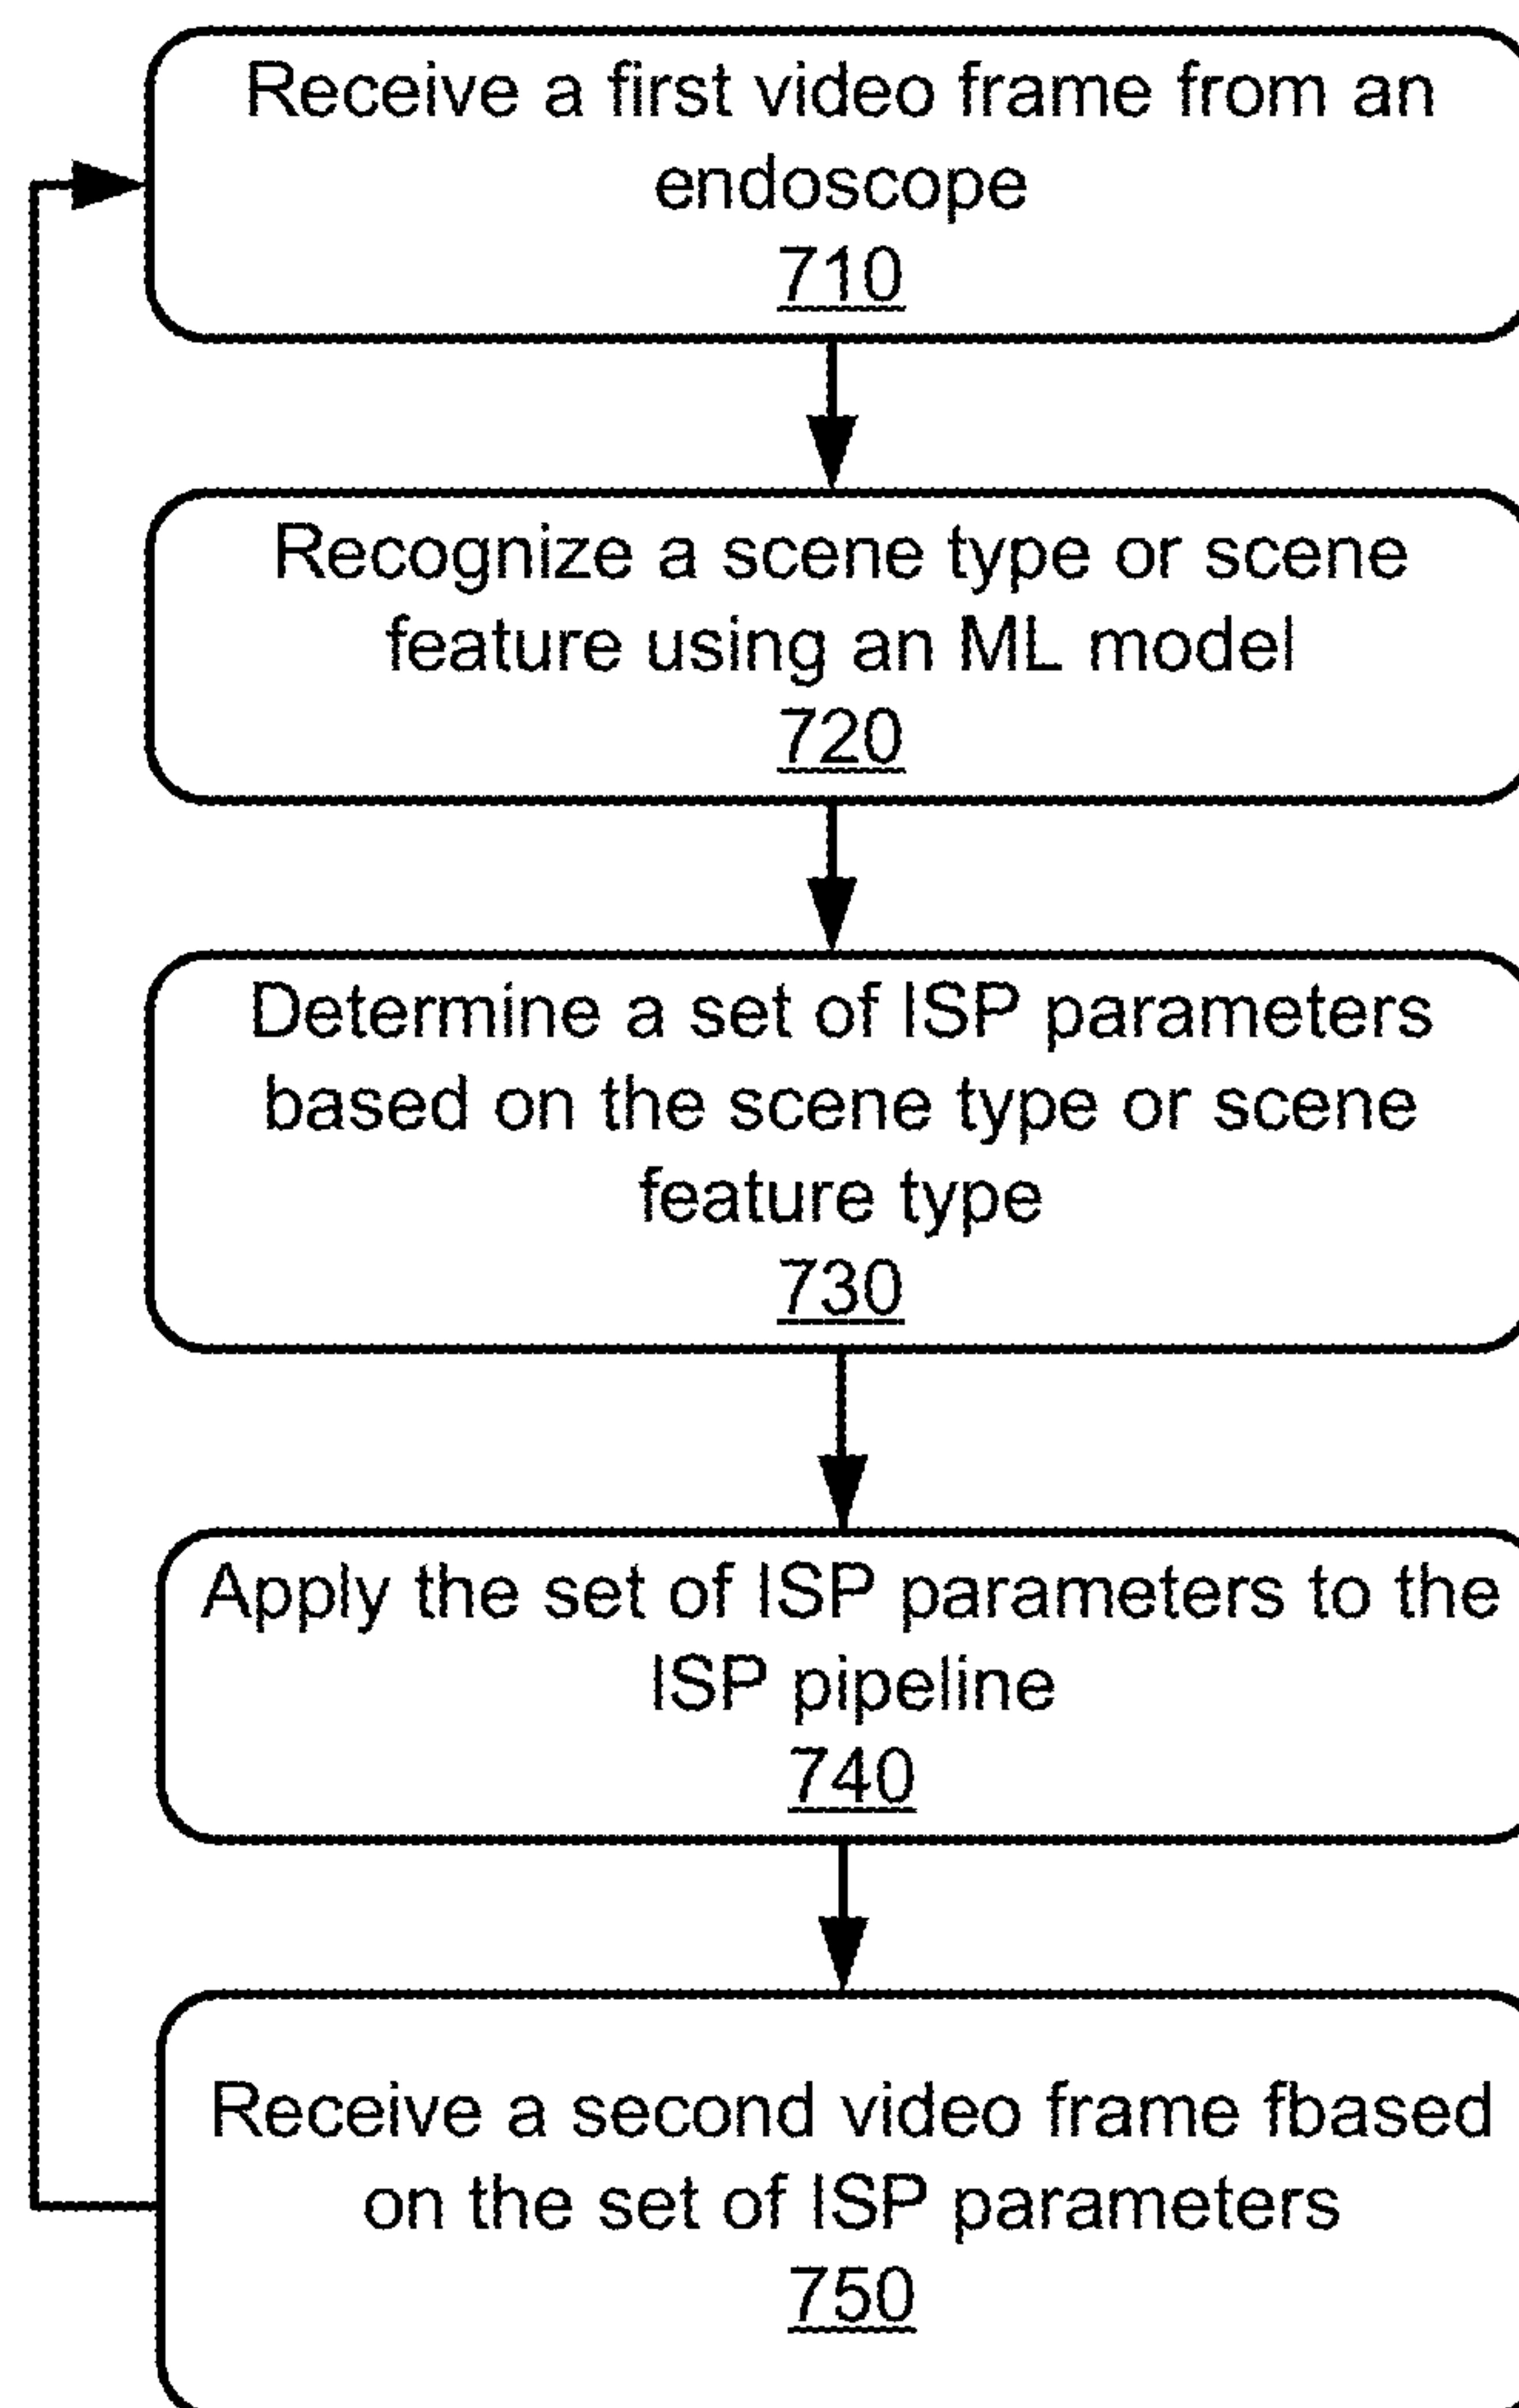 Receive a first video frame from an
endoscope
710
Recognize a scene type or scene
feature using an ML model
720
Determine a set of ISP parameters
based on the scene type or scene
feature type
730
Apply the set of ISP parameters to the
ISP pipeline
740
Receive a second video frame fbased
on the set of ISP parameters
750